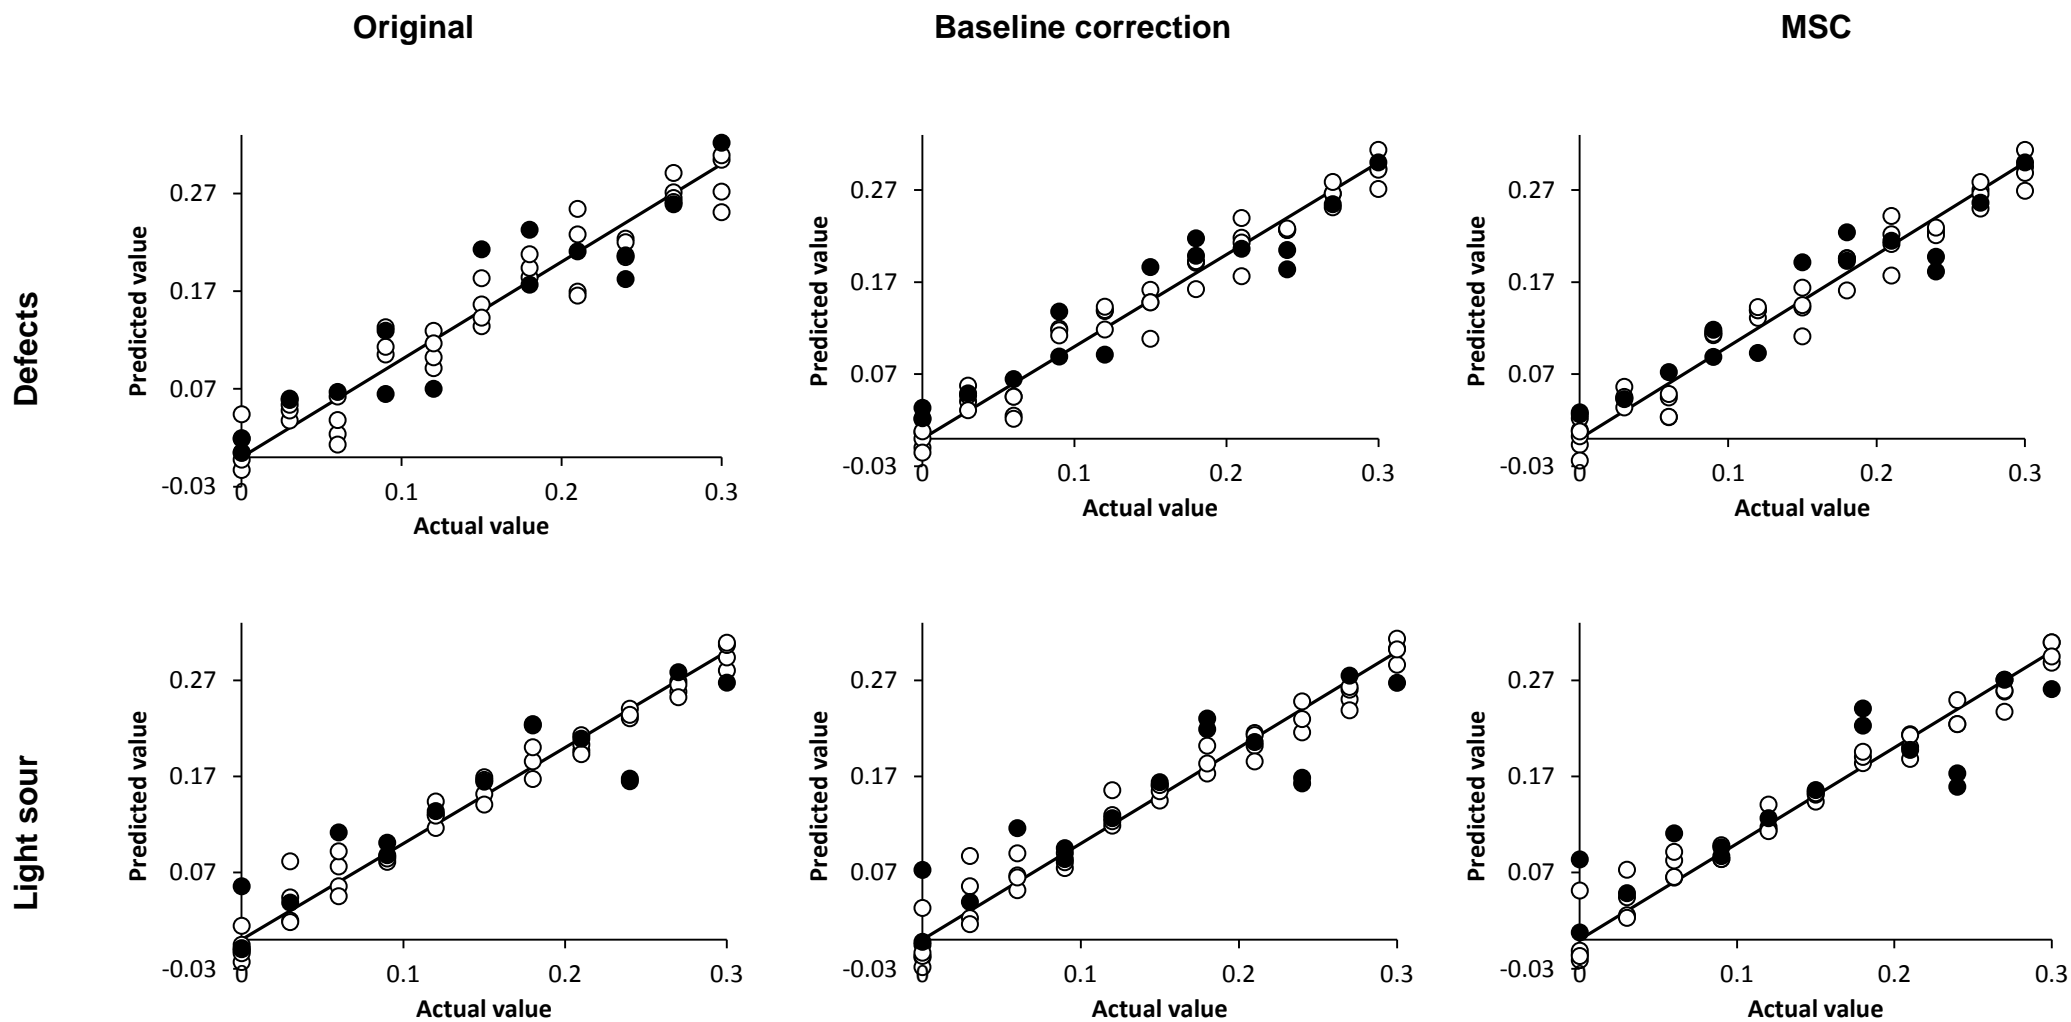 Original Baseline correction MSC
Defects
Predicted value
0.27
0.17
0.07
-0.03
0 0.1 0.2 0.3
Actual value
Predicted value
0.27
0.17
0.07
-0.03
0 0.1 0.2 0.3
Actual value
Predicted value
0.27
0.17
0.07
-0.03
0 0.1 0.2 0.3
Actual value
Light sour
Predicted value
0.27
0.17
0.07
-0.03
0 0.1 0.2 0.3
Actual value
Predicted value
0.27
0.17
0.07
-0.03
0 0.1 0.2 0.3
Actual value
Predicted value
0.27
0.17
0.07
-0.03
0 0.1 0.2 0.3
Actual value